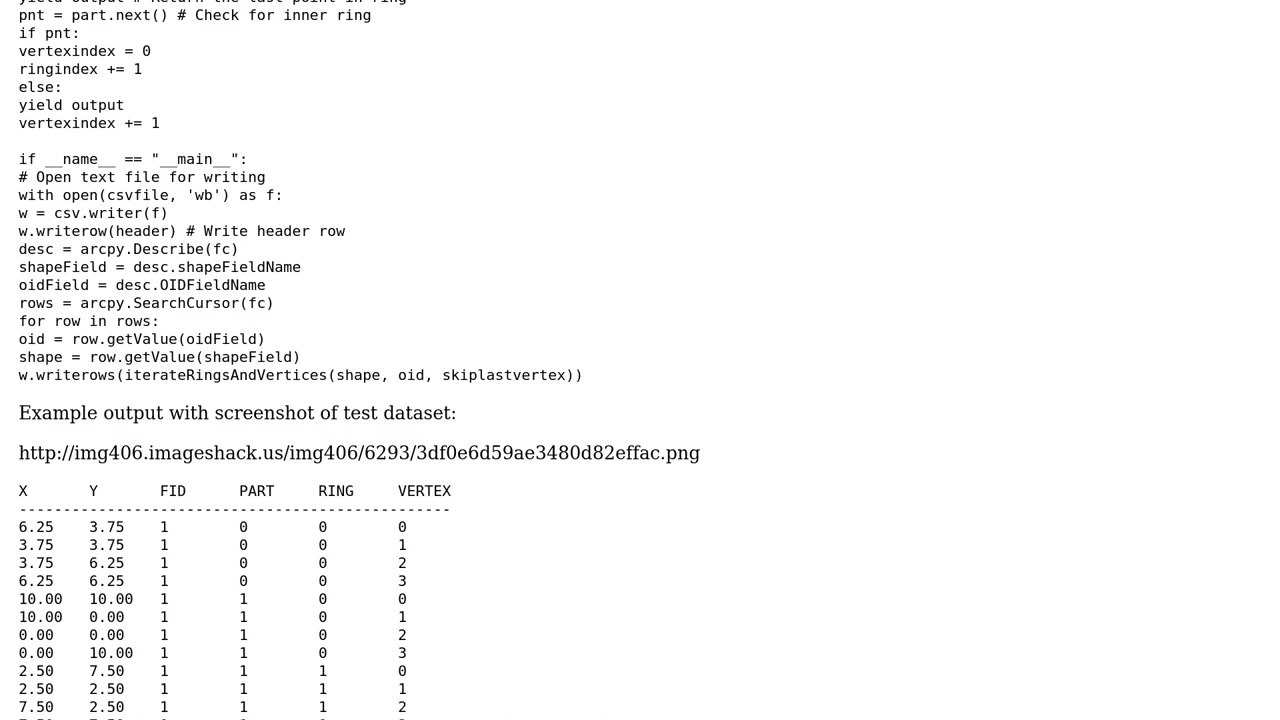 pnt = part.next() # Check for inner ring
if pnt:
vertexindex = 0
ringindex += 1
else:
yield output
vertexindex += 1
if __name__ == "__main__":
# Open text file for writing
with open(csvfile, 'wb') as f:
w = csv.writer(f)
w.writerow(header) # Write header row
desc = arcpy.Describe(fc)
shapeField = desc.shapeFieldName
oidField = desc.OIDFieldName
rows = arcpy.SearchCursor(fc)
for row in rows:
oid = row.getValue(oidField)
shape = row.getValue(shapeField)
w.writerows(iterateRingsAndVertices(shape, oid, skiplastvertex))
Example output with screenshot of test dataset:
http://img406.imageshack.us/img406/6293/3df0e6d59ae3480d82effac.png
X Y FID PART RING VERTEX
-------------------------------------------------
6.25 3.75 1 0 0 0
3.75 3.75 1 0 0 1
3.75 6.25 1 0 0 2
6.25 6.25 1 0 0 3
10.00 10.00 1 1 0 0
10.00 0.00 1 1 0 1
0.00 0.00 1 1 0 2
0.00 10.00 1 1 0 3
2.50 7.50 1 1 1 0
2.50 2.50 1 1 1 1
7.50 2.50 1 1 1 2